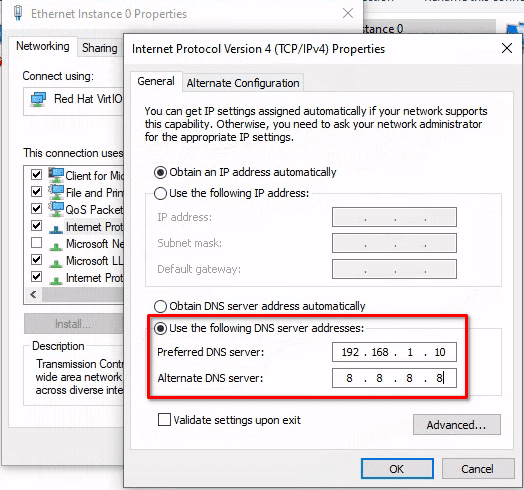 Ethernet Instance 0 Properties
Networking
Sharing
Connect using:
Red Hat VirtIO
This connection uses
Client for Mic
File and Print
QoS Packet
Internet Prot
Microsoft Ne
Microsoft LL
Internet Prot
Install...
Description
Transmission Contr
wide area network
across diverse inte
stance 0
Internet Protocol Version 4 (TCP/IPv4) Properties
General
Alternate Configuration
You can get IP settings assigned automatically if your network supports
this capability. Otherwise, you need to ask your network administrator
for the appropriate IP settings.
Obtain an IP address automatically
Use the following IP address:
IP address:
. . .
Subnet mask:
. . .
Default gateway:
. . .
Obtain DNS server address automatically
Use the following DNS server addresses:
Preferred DNS server:
192 . 168 . 1 . 10
Alternate DNS server:
8 . 8 . 8 . 8
Validate settings upon exit
Advanced...
OK
Cancel